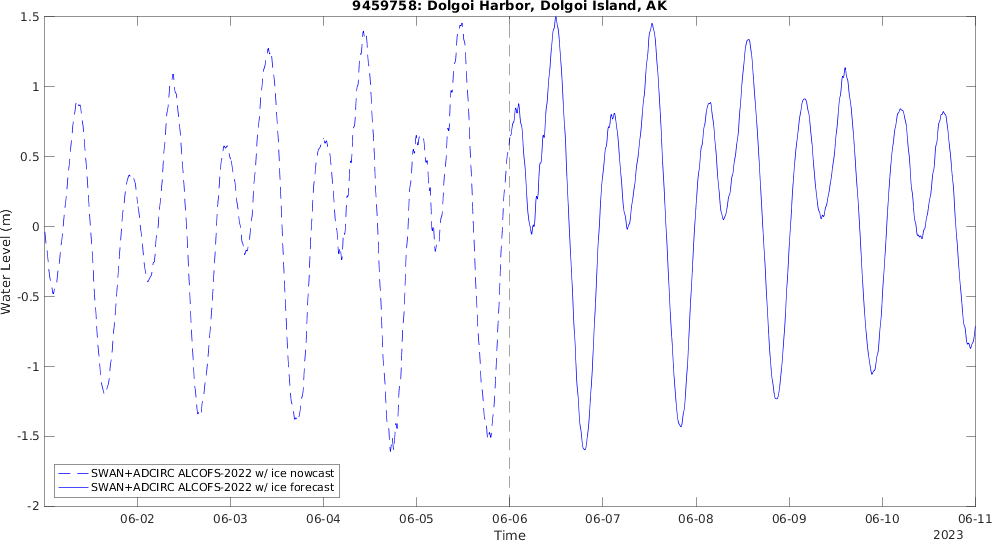 9459758: Dolgoi Harbor, Dolgoi Island, AK
1.5
1
0.5
0
-0.5
-1
-1.5
-2
Water Level (m)
SWAN+ADCIRC ALCOFS-2022 w/ ice nowcast
SWAN+ADCIRC ALCOFS-2022 w/ ice forecast
06-02 06-03 06-04 06-05 06-06 06-07 06-08 06-09 06-10 06-11
Time
2023